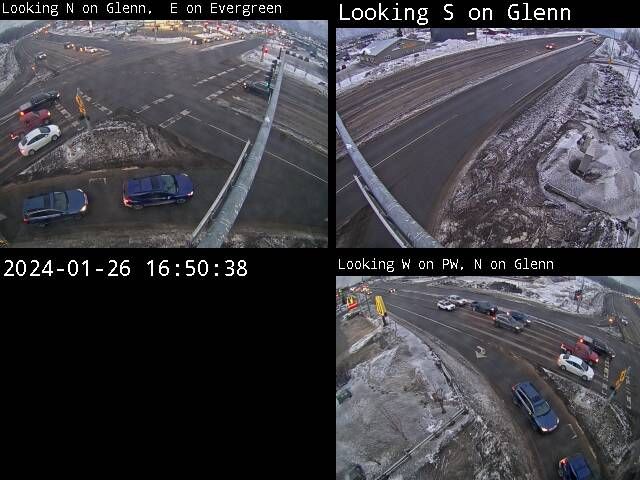 Looking N on Glenn, E on Evergreen
Looking S on Glenn
2024-01-26 16:50:38
Looking W on PW, N on Glenn